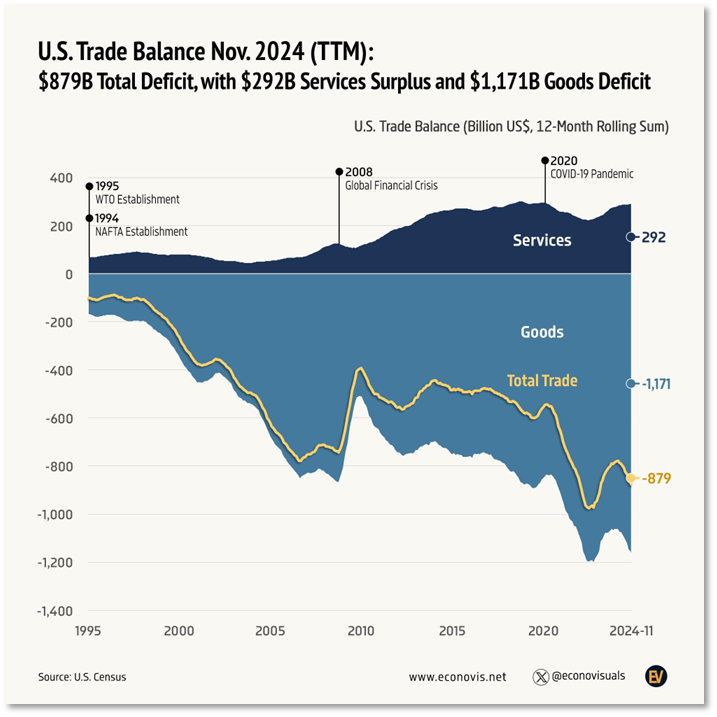 U.S. Trade Balance Nov. 2024 (TTM):
$879B Total Deficit, with $292B Services Surplus and $1,171B Goods Deficit
U.S. Trade Balance (Billion US$, 12-Month Rolling Sum)
400
200
0
-200
-400
-600
-800
-1,000
-1,200
-1,400
1995
WTO Establishment
1994
NAFTA Establishment
2008
Global Financial Crisis
2020
COVID-19 Pandemic
Services
292
Goods
Total Trade
-1,171
-879
1995
2000
2005
2010
2015
2020
2024-11
Source: U.S. Census
www.econovis.net
@econovisuals
EV